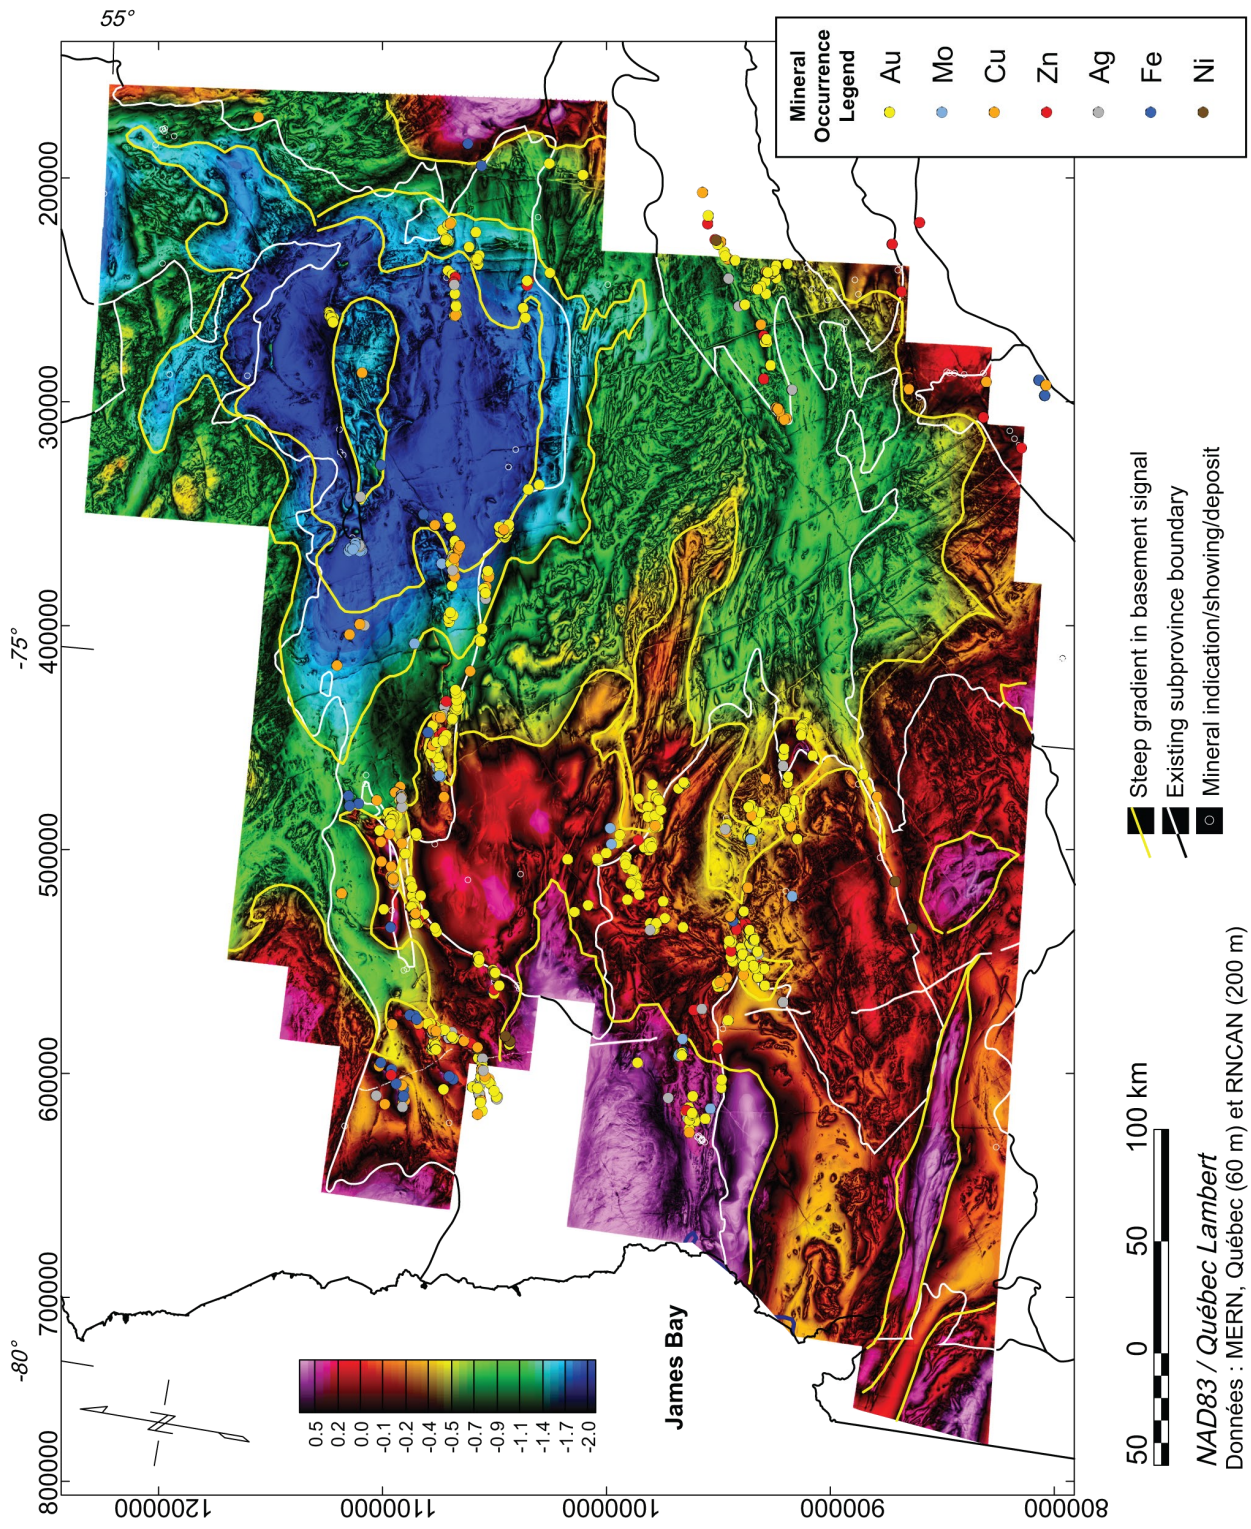 -80°
-75°
55°
800000
700000
600000
500000
400000
300000
200000
1200000
1100000
1000000
900000
800000
James Bay
0.5
0.2
0.0
-0.1
-0.2
-0.4
-0.5
-0.7
-0.9
-1.1
-1.4
-1.7
-2.0
Mineral
Occurrence
Legend
Au
Mo
Cu
Zn
Ag
Fe
Ni
Steep gradient in basement signal
Existing subprovince boundary
Mineral indication/showing/deposit
50 0 50 100 km
NAD83 / Québec Lambert
Données : MERN, Québec (60 m) et RNCAN (200 m)